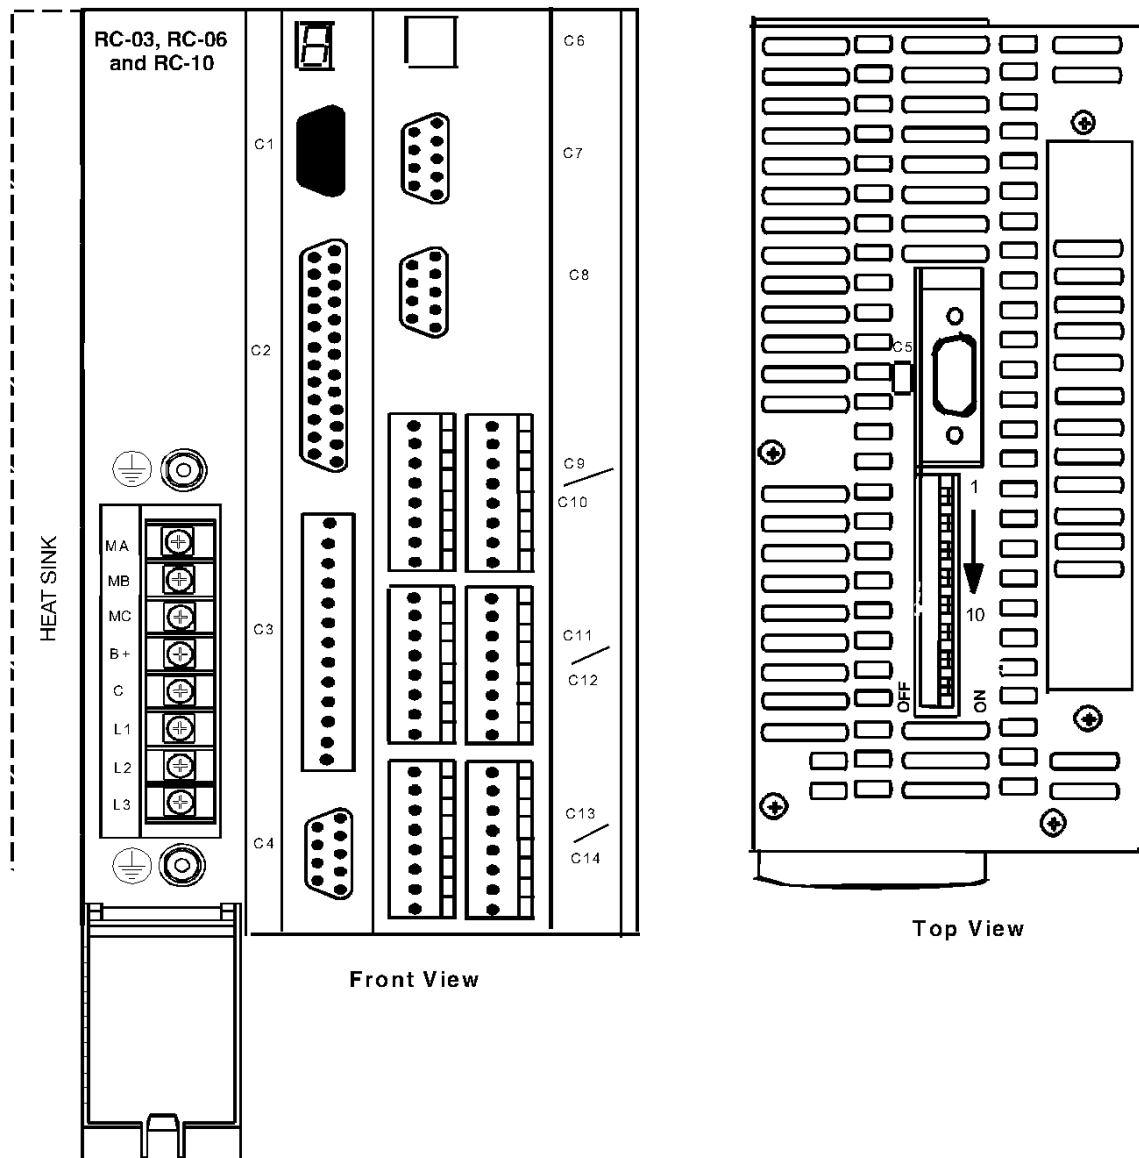 RC-03, RC-06
and RC-10
HEAT SINK
MA
MB
MC
B+
C
L1
L2
L3
C1
C2
C3
C4
C6
C7
C8
C9
C10
C11
C12
C13
C14
Front View
C5
1
10
OFF
ON
Top View